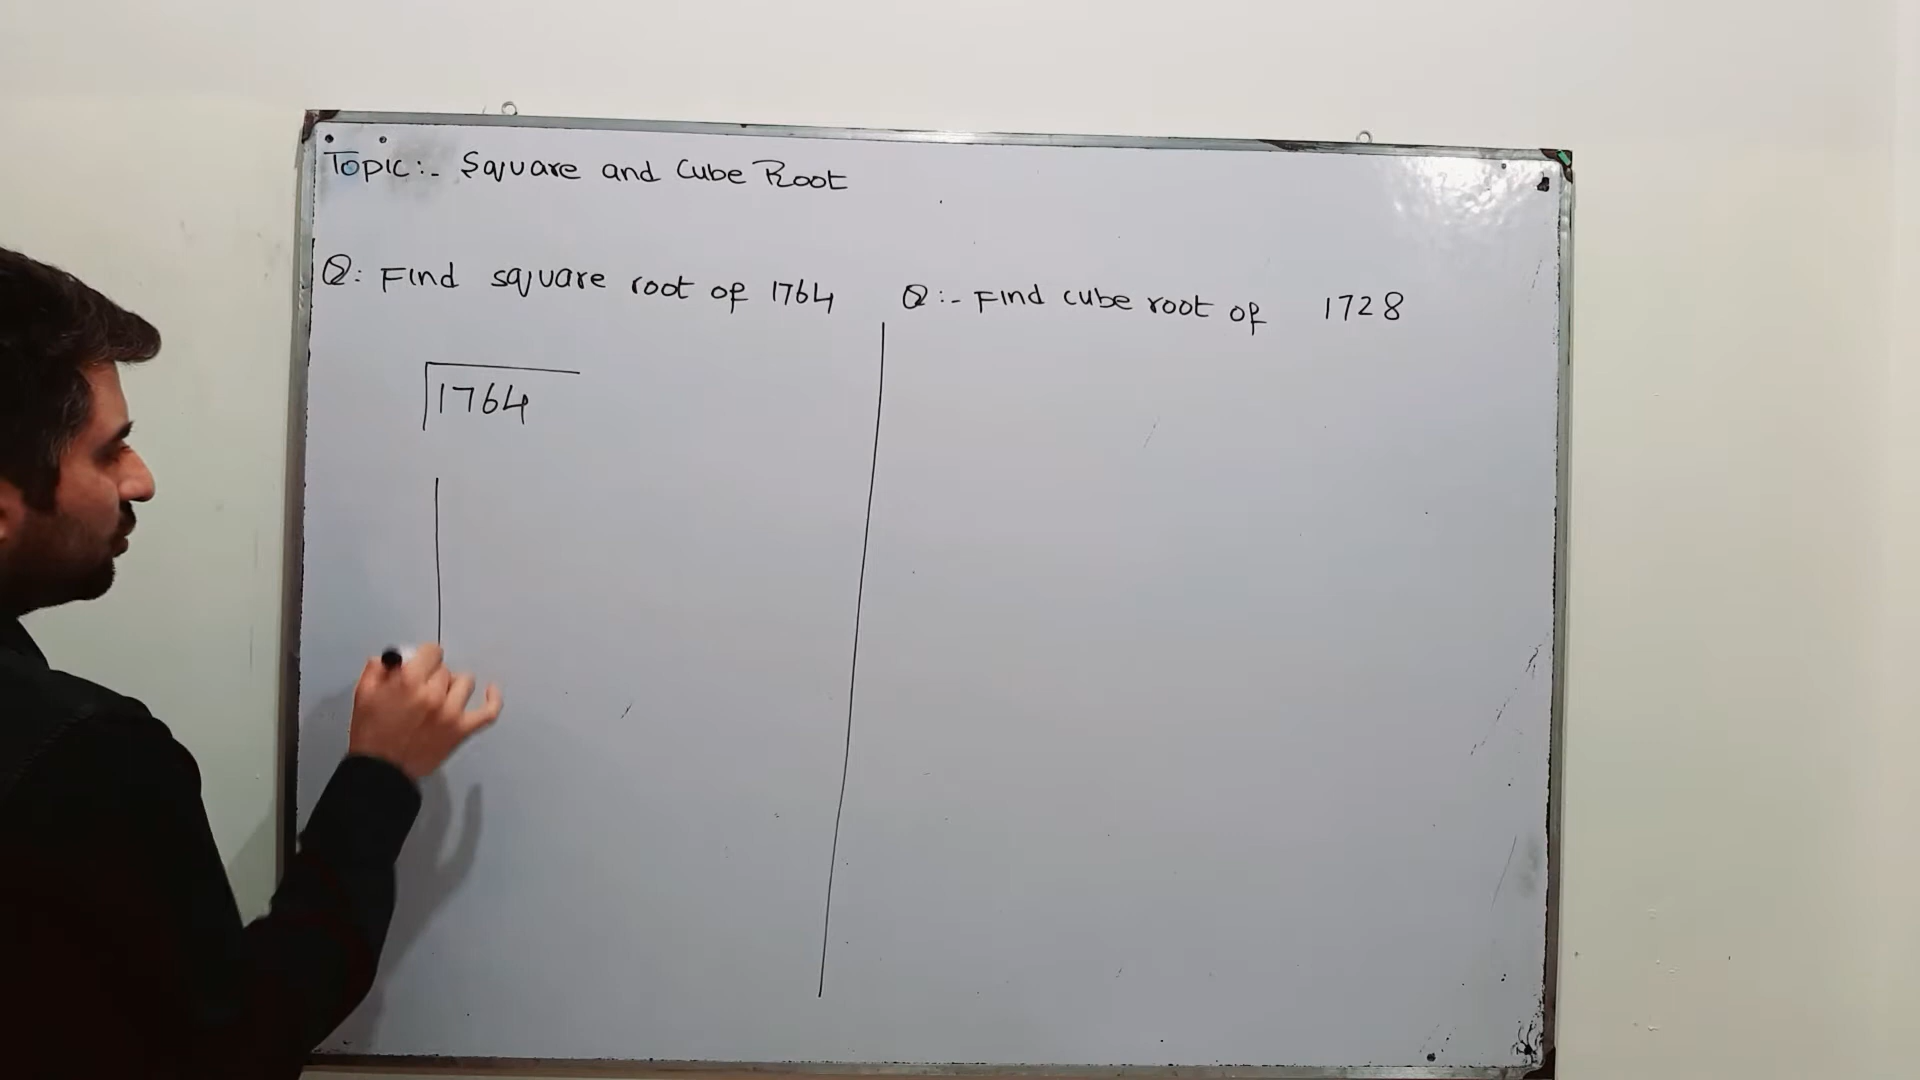 Topic:- Square and Cube Root
Q: Find square root of 1764
1764
Q:- Find cube root of 1728